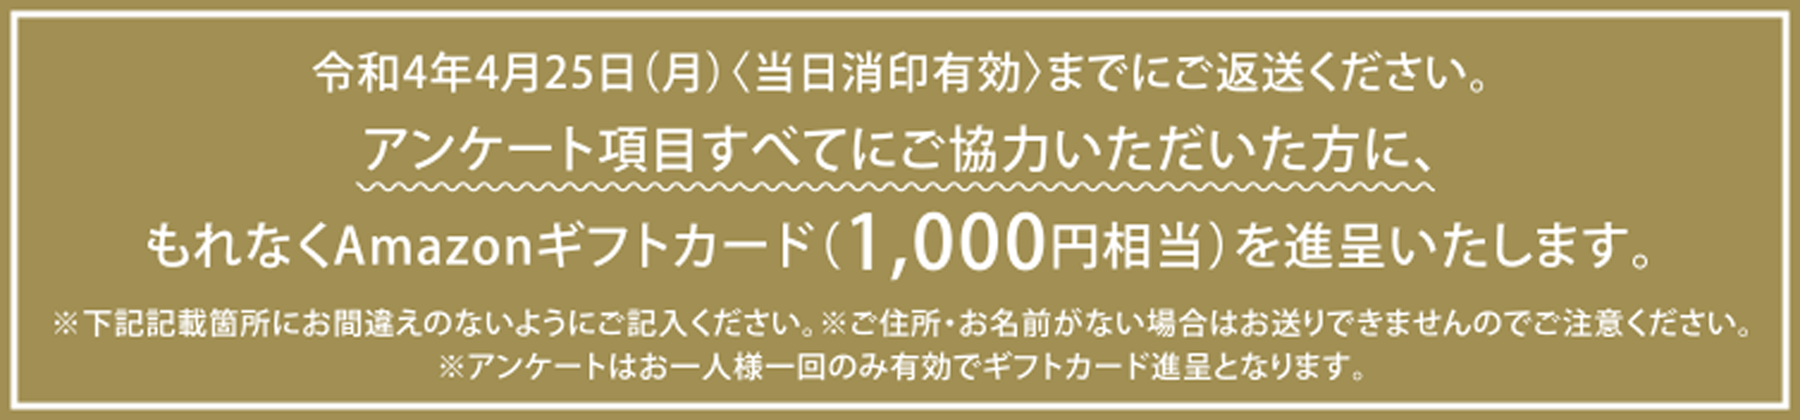 令和4年4月25日（月）〈当日消印有効〉までにご返送ください。
アンケート項目すべてにご協力いただいた方に、
もれなくAmazonギフトカード（1,000円相当）を進呈いたします。
※下記記載箇所にお間違えのないようにご記入ください。※ご住所・お名前がない場合はお送りできませんのでご注意ください。
※アンケートはお一人様一回のみ有効でギフトカード進呈となります。